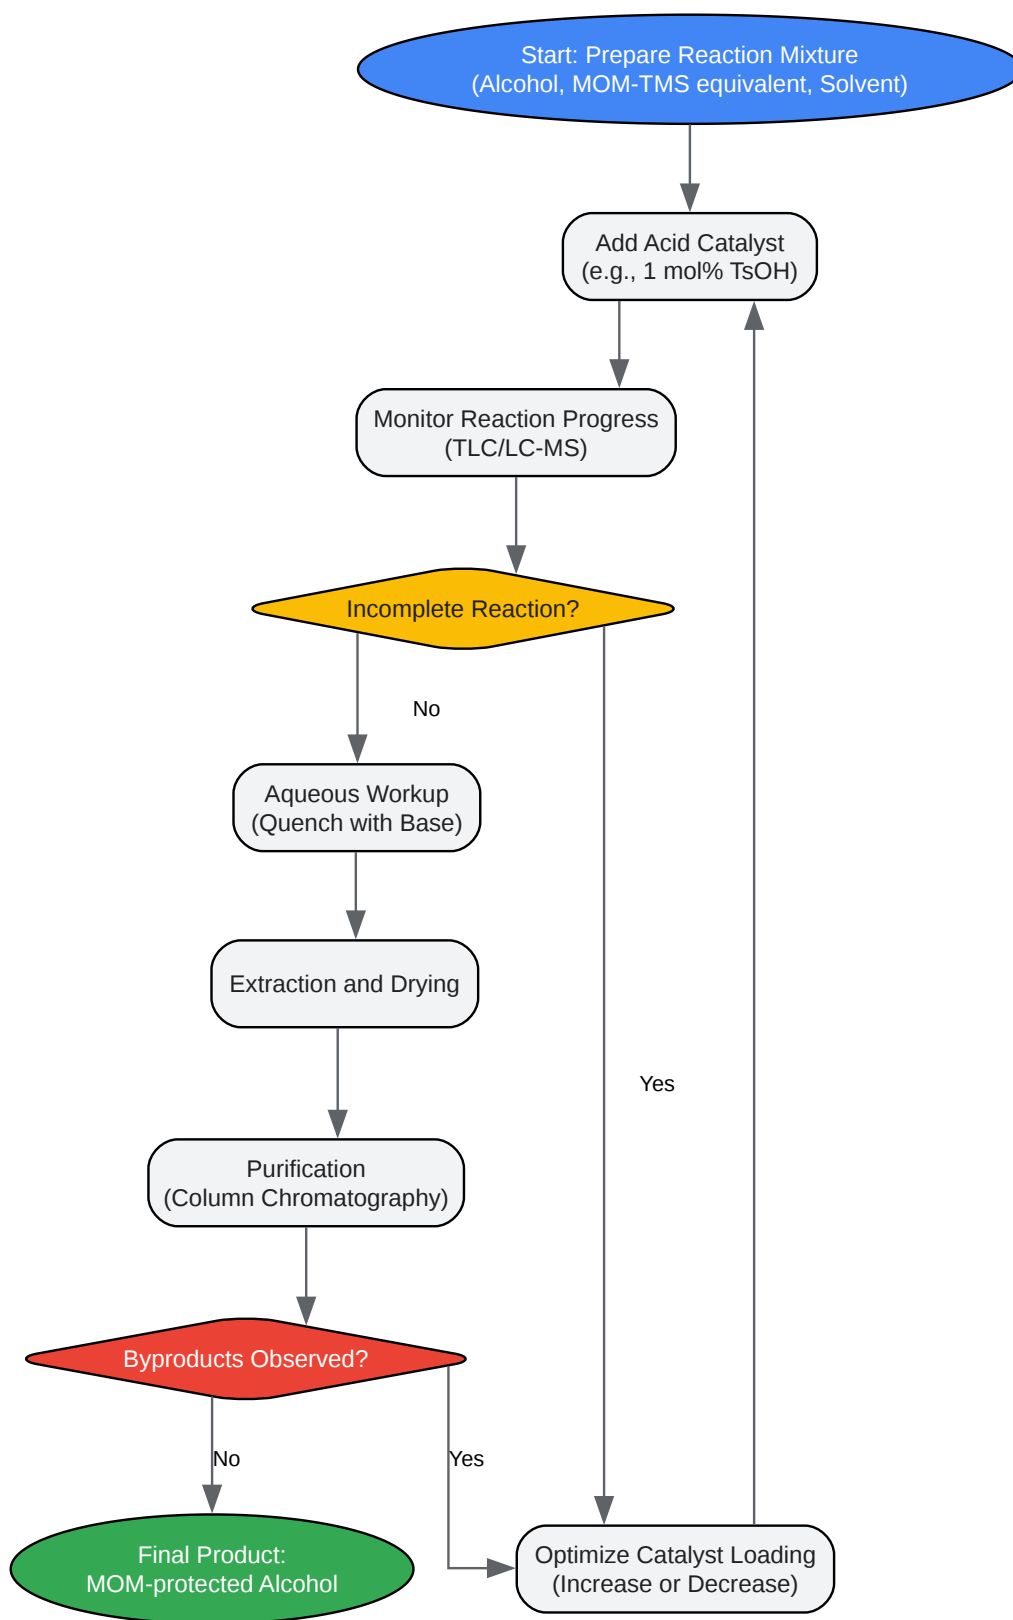 Start: Prepare Reaction Mixture
(Alcohol, MOM-TMS equivalent, Solvent)
Add Acid Catalyst
(e.g., 1 mol% TsOH)
Monitor Reaction Progress
(TLC/LC-MS)
Incomplete Reaction?
No
Aqueous Workup
(Quench with Base)
Extraction and Drying
Yes
Purification
(Column Chromatography)
Byproducts Observed?
No
Yes
Final Product:
MOM-protected Alcohol
Optimize Catalyst Loading
(Increase or Decrease)